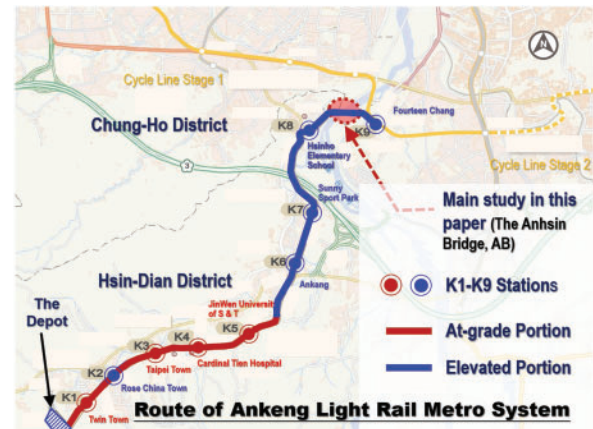 Cycle Line Stage 1
Chung-Ho District
K8
Hsinho
Elementary
School
K9
Fourteen Chang
Cycle Line Stage 2
3
Sunny
Sport Park
K7
Main study in this
paper (The Anhsin
Bridge, AB)
Hsin-Dian District
K6
Ankang
K1-K9 Stations
The
Depot
JinWen University
of S & T
K5
K4
K3
Cardinal Tien Hospital
Taipei Town
At-grade Portion
K2
Rose China Town
Elevated Portion
K1
Twin Town
Route of Ankeng Light Rail Metro System
N